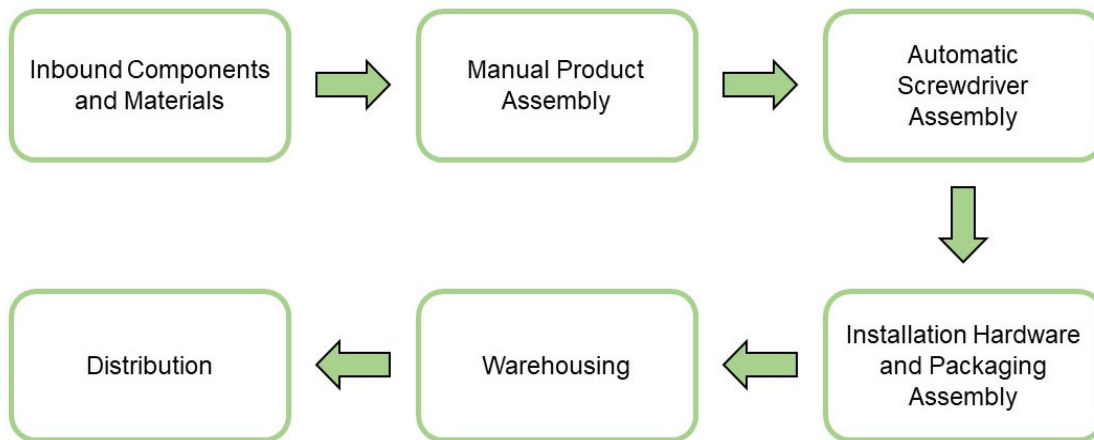 Inbound Components
and Materials
Manual Product
Assembly
Automatic
Screwdriver
Assembly
Installation Hardware
and Packaging
Assembly
Warehousing
Distribution